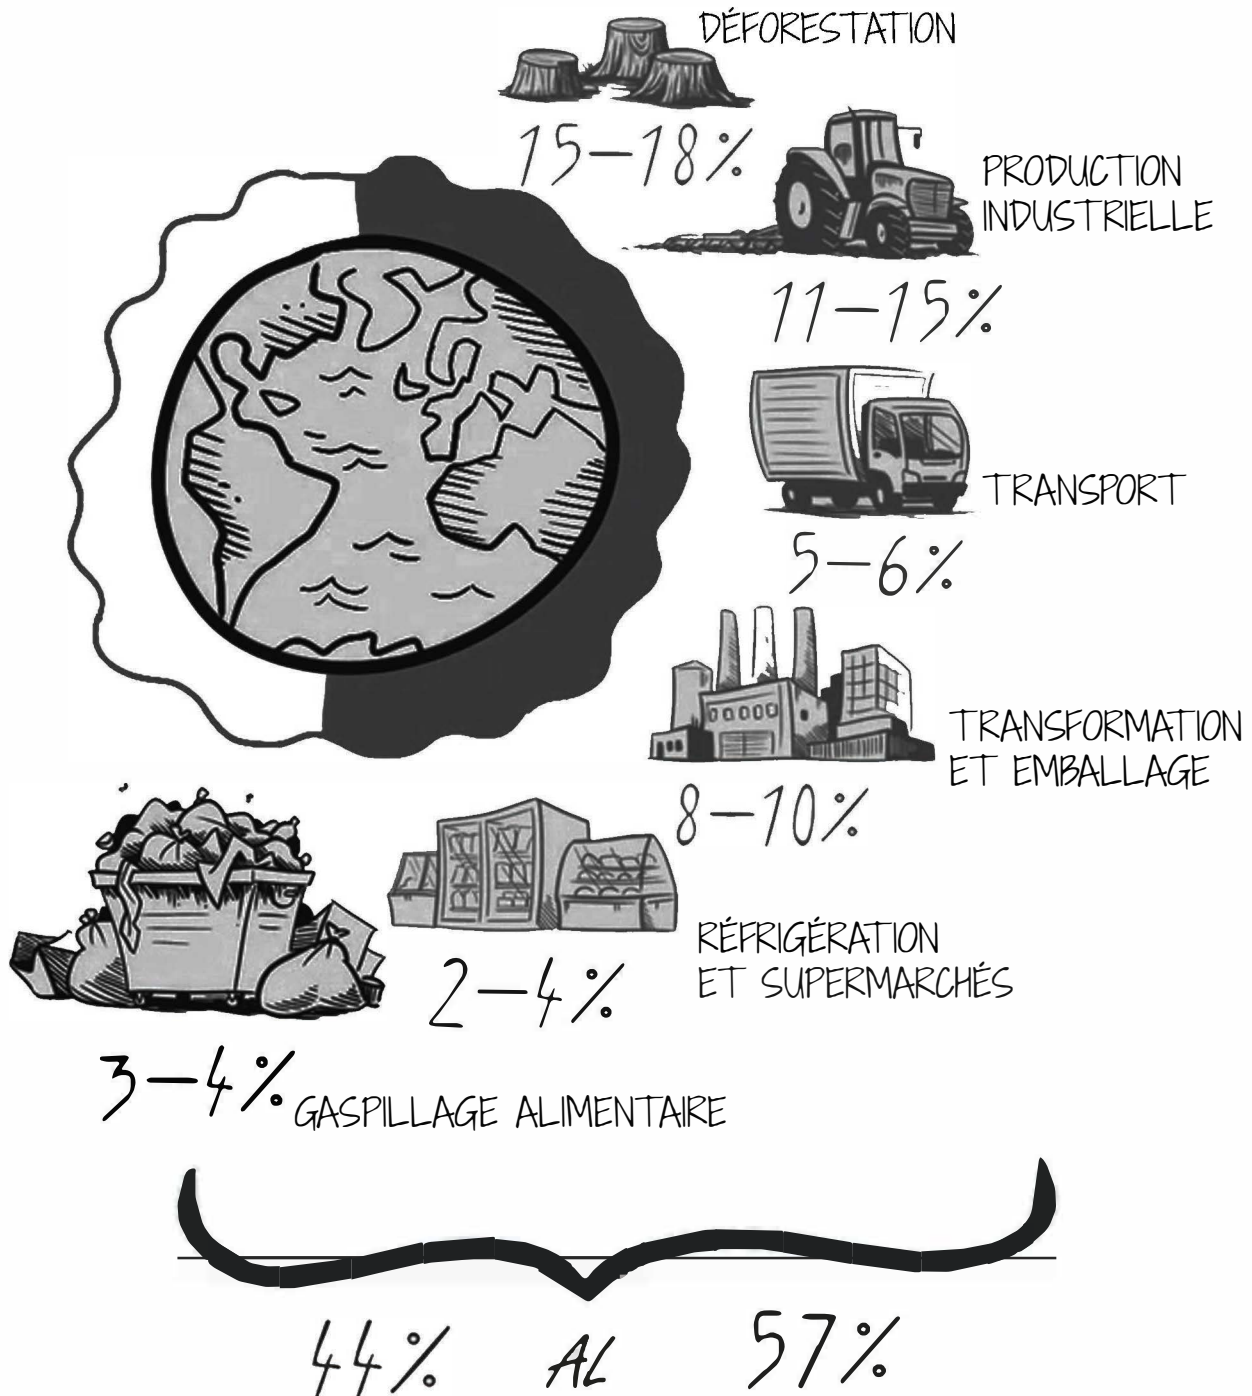 DÉFORESTATION
15–18%
PRODUCTION
INDUSTRIELLE
11–15%
TRANSPORT
5–6%
TRANSFORMATION
ET EMBALLAGE
8–10%
RÉFRIGÉRATION
ET SUPERMARCHÉS
2–4%
3–4%
GASPILLAGE ALIMENTAIRE
44% AL 57%